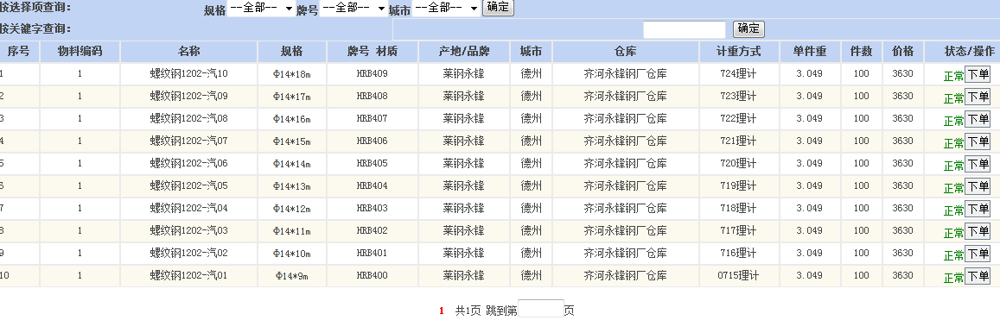 按选择项查询: 规格 --全部-- 牌号 --全部-- 城市 --全部-- 确定
按关键字查询: 确定
序号 物料编码 名称 规格 牌号 材质 产地/品牌 城市 仓库 计重方式 单件重 件数 价格 状态/操作
1 1 螺纹钢1202-汽10 Φ14*18m HRB409 莱钢永锋 德州 齐河永锋钢厂仓库 724理计 3.049 100 3630 正常 下单
2 1 螺纹钢1202-汽09 Φ14*17m HRB408 莱钢永锋 德州 齐河永锋钢厂仓库 723理计 3.049 100 3630 正常 下单
3 1 螺纹钢1202-汽08 Φ14*16m HRB407 莱钢永锋 德州 齐河永锋钢厂仓库 722理计 3.049 100 3630 正常 下单
4 1 螺纹钢1202-汽07 Φ14*15m HRB406 莱钢永锋 德州 齐河永锋钢厂仓库 721理计 3.049 100 3630 正常 下单
5 1 螺纹钢1202-汽06 Φ14*14m HRB405 莱钢永锋 德州 齐河永锋钢厂仓库 720理计 3.049 100 3630 正常 下单
6 1 螺纹钢1202-汽05 Φ14*13m HRB404 莱钢永锋 德州 齐河永锋钢厂仓库 719理计 3.049 100 3630 正常 下单
7 1 螺纹钢1202-汽04 Φ14*12m HRB403 莱钢永锋 德州 齐河永锋钢厂仓库 718理计 3.049 100 3630 正常 下单
8 1 螺纹钢1202-汽03 Φ14*11m HRB402 莱钢永锋 德州 齐河永锋钢厂仓库 717理计 3.049 100 3630 正常 下单
9 1 螺纹钢1202-汽02 Φ14*10m HRB401 莱钢永锋 德州 齐河永锋钢厂仓库 716理计 3.049 100 3630 正常 下单
10 1 螺纹钢1202-汽01 Φ14*9m HRB400 莱钢永锋 德州 齐河永锋钢厂仓库 0715理计 3.049 100 3630 正常 下单
1 共1页 跳到第 页